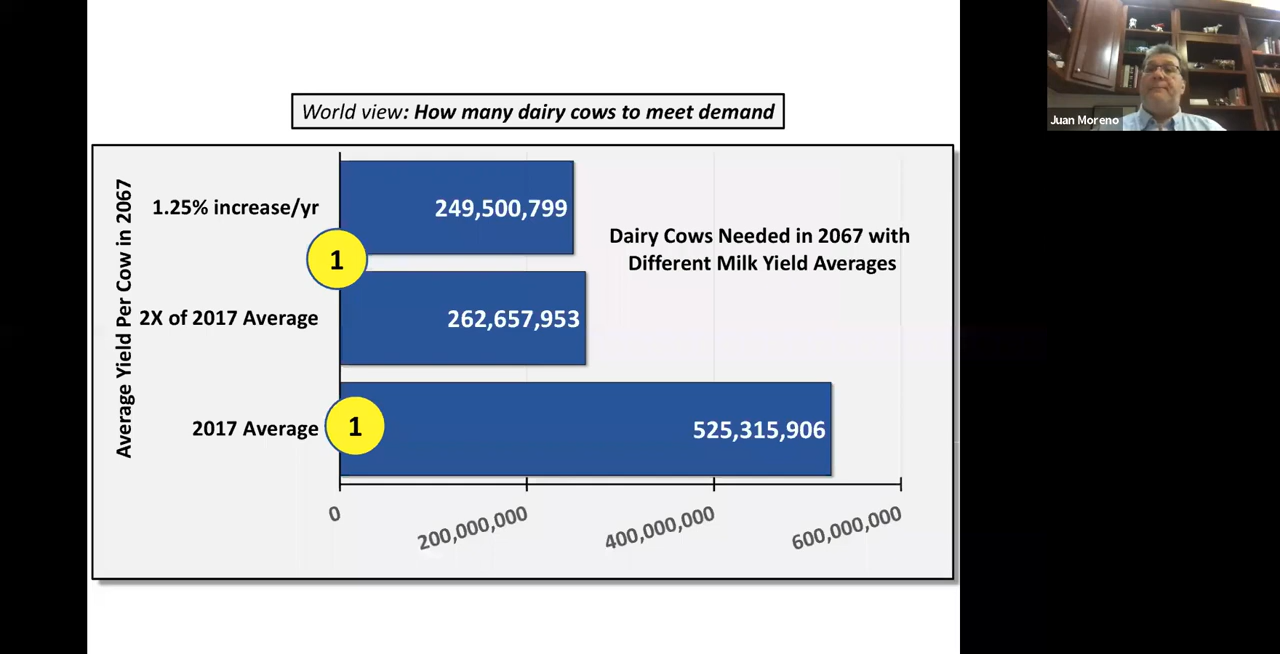 World view: How many dairy cows to meet demand
Average Yield Per Cow in 2067
1.25% increase/yr
249,500,799
1
2X of 2017 Average
262,657,953
2017 Average
1
525,315,906
Dairy Cows Needed in 2067 with
Different Milk Yield Averages
0
200,000,000
400,000,000
600,000,000
Juan Moreno